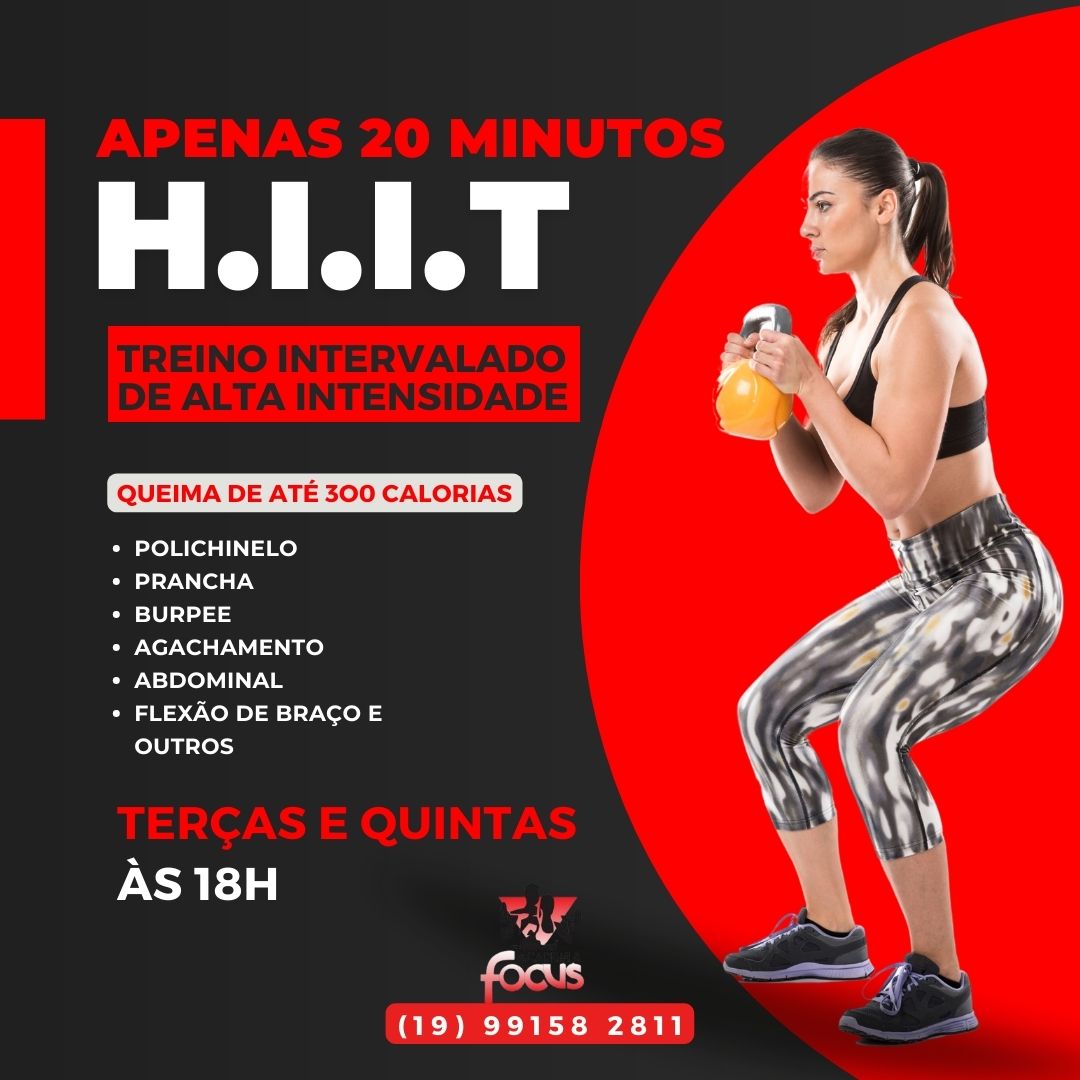 APENAS 20 MINUTOS
H.I.I.T
TREINO INTERVALADO
DE ALTA INTENSIDADE
QUEIMA DE ATÉ 3O0 CALORIAS
• POLICHINELO
• PRANCHA
• BURPEE
• AGACHAMENTO
• ABDOMINAL
• FLEXÃO DE BRAÇO E
OUTROS
TERÇAS E QUINTAS
ÀS 18H
focus
(19) 99158 2811